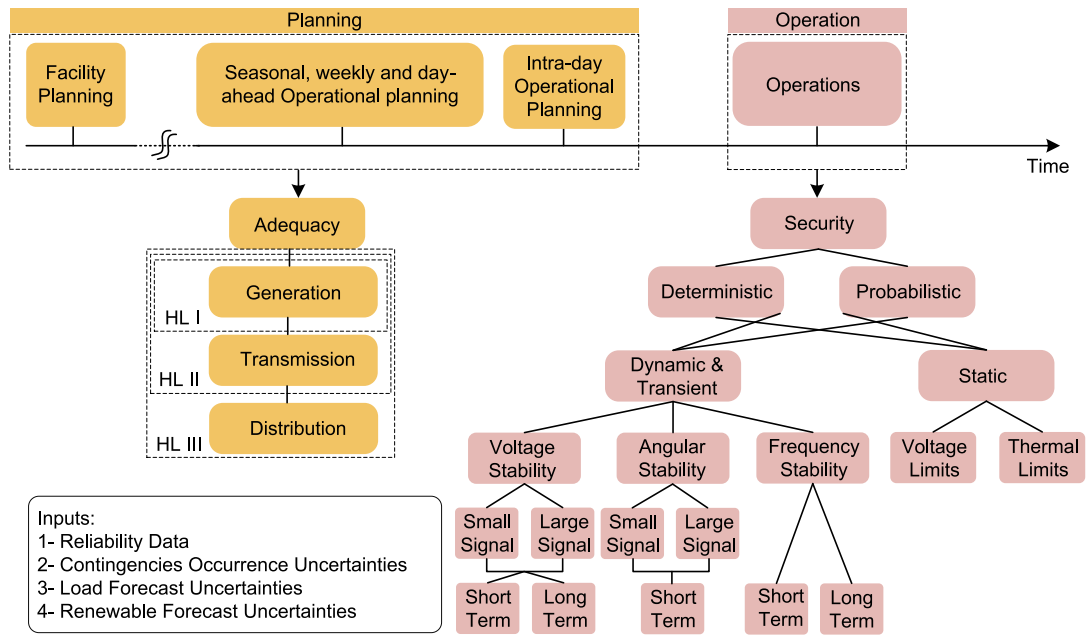 Planning
Operation
Facility
Planning
Seasonal, weekly and day-
ahead Operational planning
Intra-day
Operational
Planning
Operations
Time
Adequacy
Security
Generation
HL I
Deterministic
Probabilistic
Transmission
HL II
Dynamic &
Transient
Static
Distribution
HL III
Voltage
Stability
Angular
Stability
Frequency
Stability
Voltage
Limits
Thermal
Limits
Small
Signal
Large
Signal
Small
Signal
Large
Signal
Short
Term
Long
Term
Short
Term
Short
Term
Long
Term
Inputs:
1- Reliability Data
2- Contingencies Occurrence Uncertainties
3- Load Forecast Uncertainties
4- Renewable Forecast Uncertainties